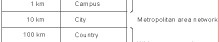 1 km Campus
10 km City Metropolitan area network
100 km Country